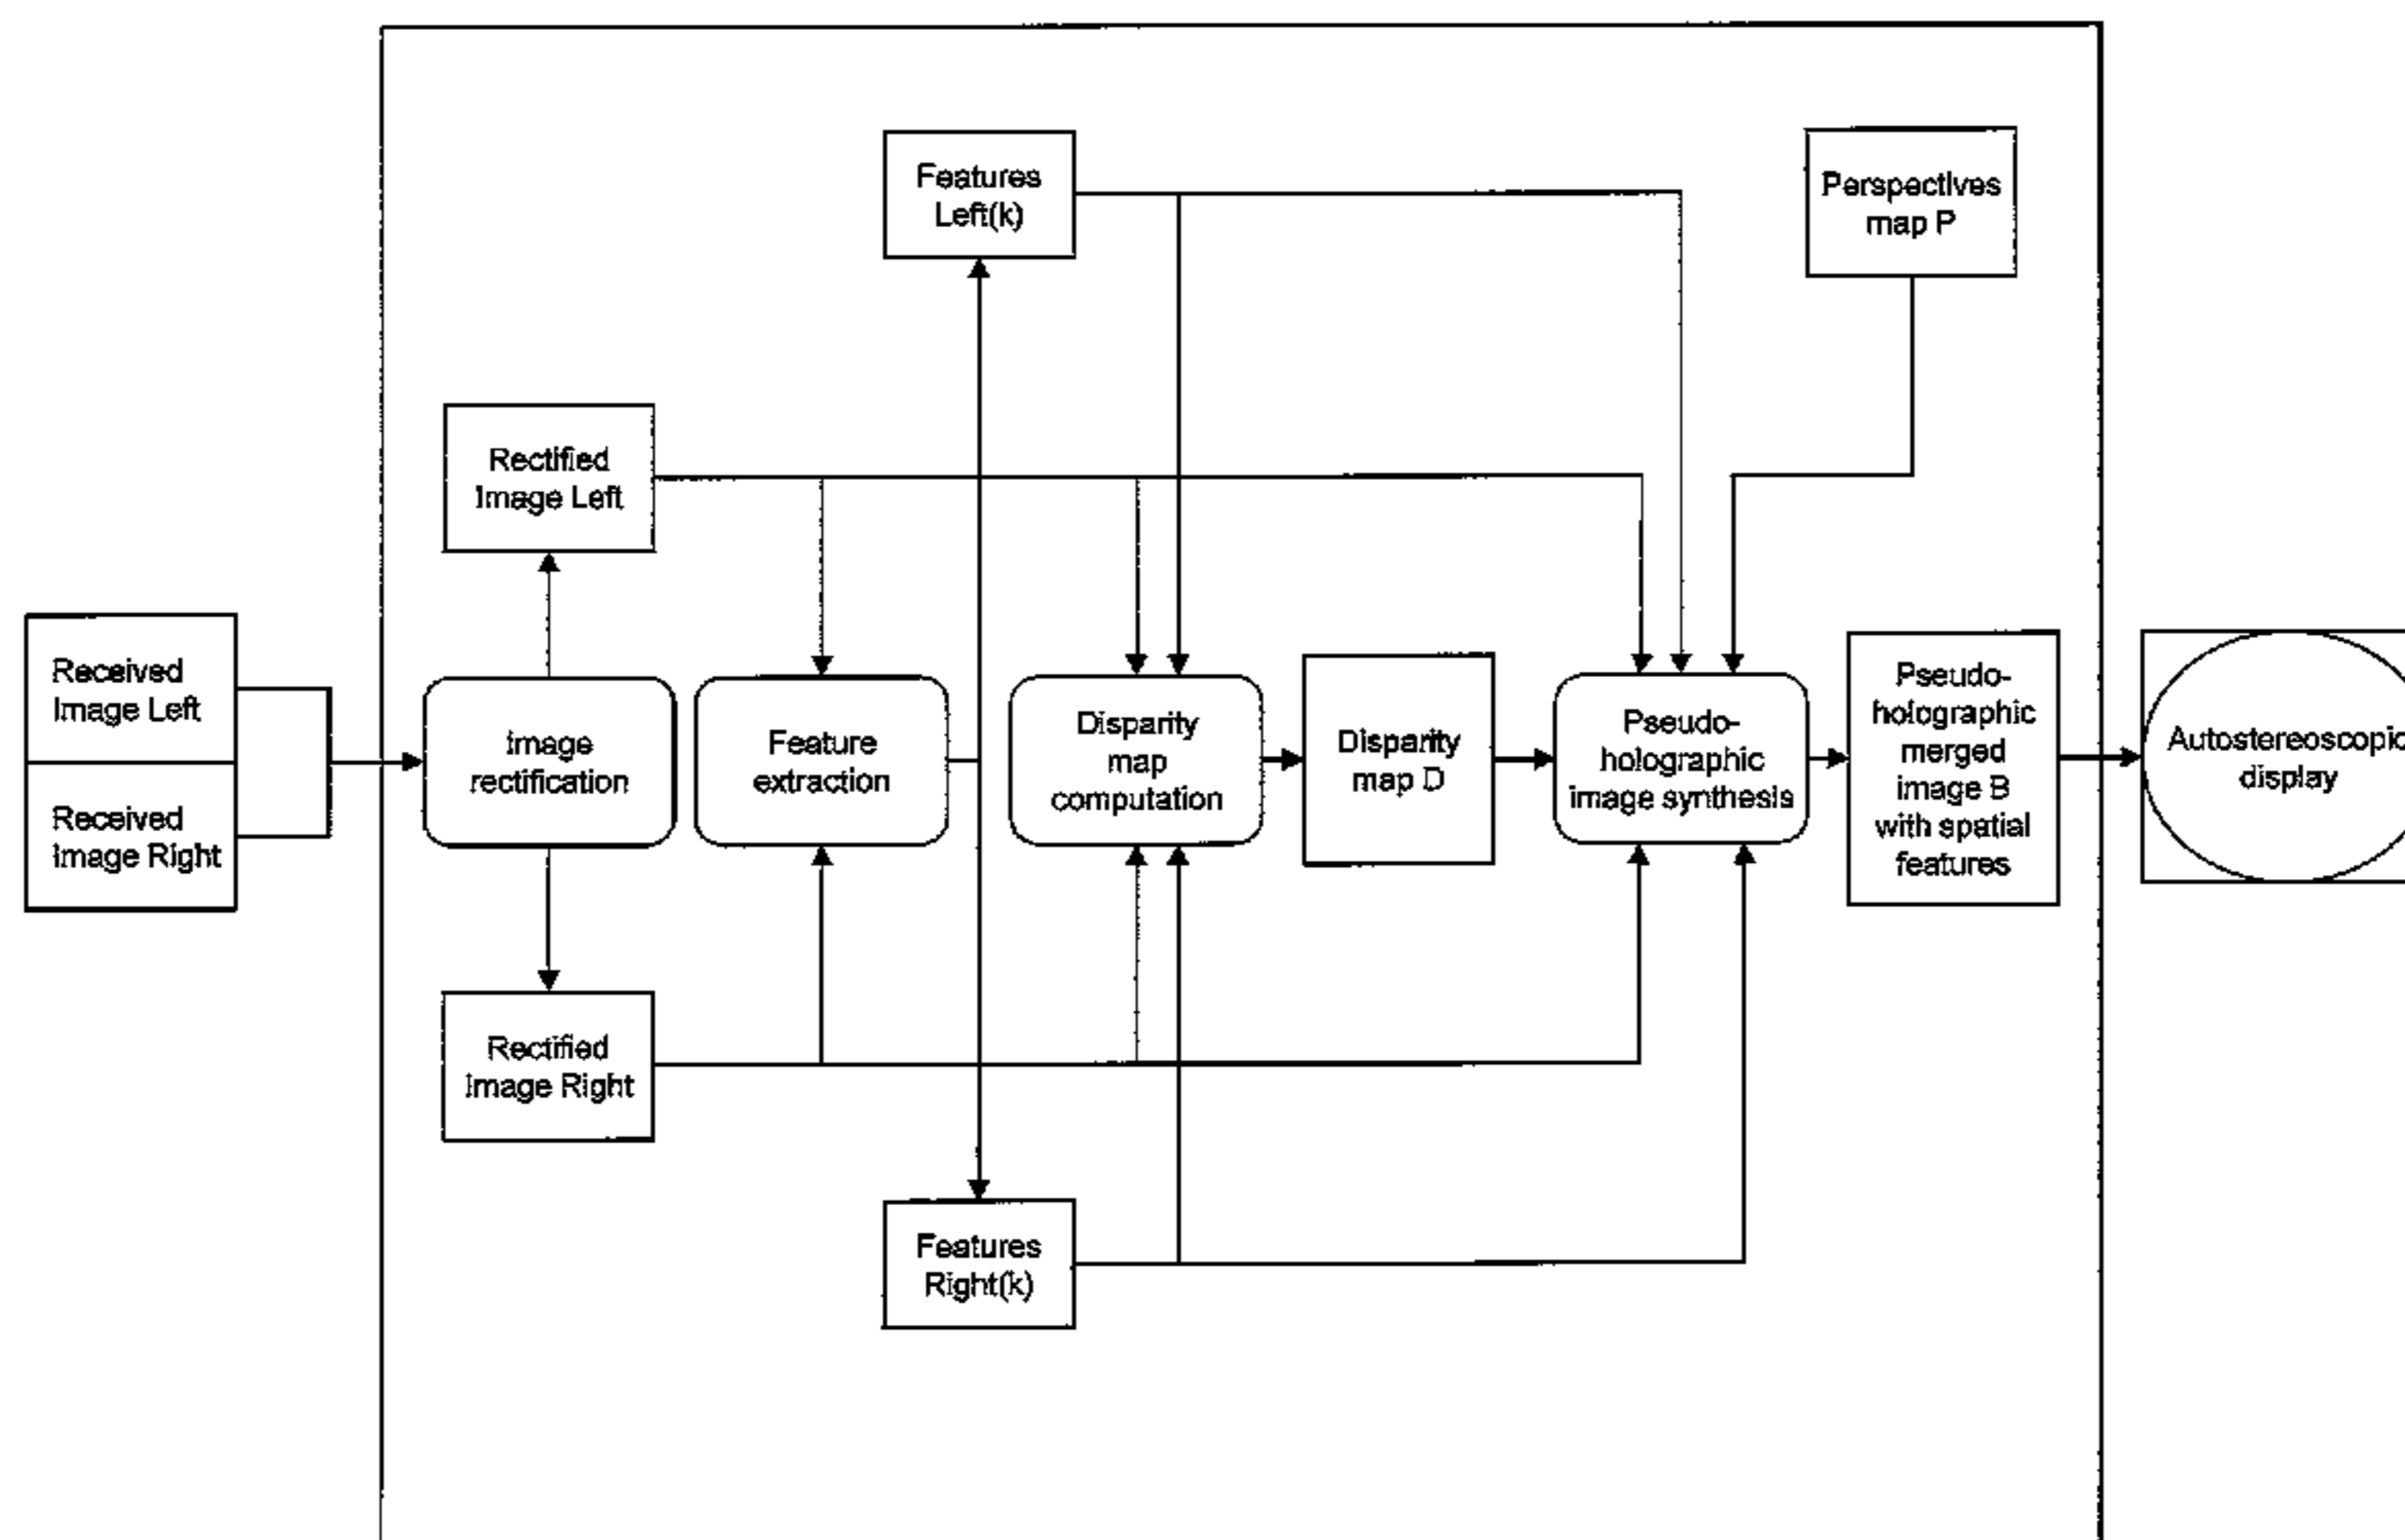 Features
Left(k)
Perspectives
map P
Rectified
Image Left
Received
Image Left
Received
Image Right
Image
rectification
Feature
extraction
Disparity
map
computation
Disparity
map D
Pseudo-
holographic
image synthesis
Pseudo-
holographic
merged
image B
with spatial
features
Autostereoscopic
display
Rectified
Image Right
Features
Right(k)